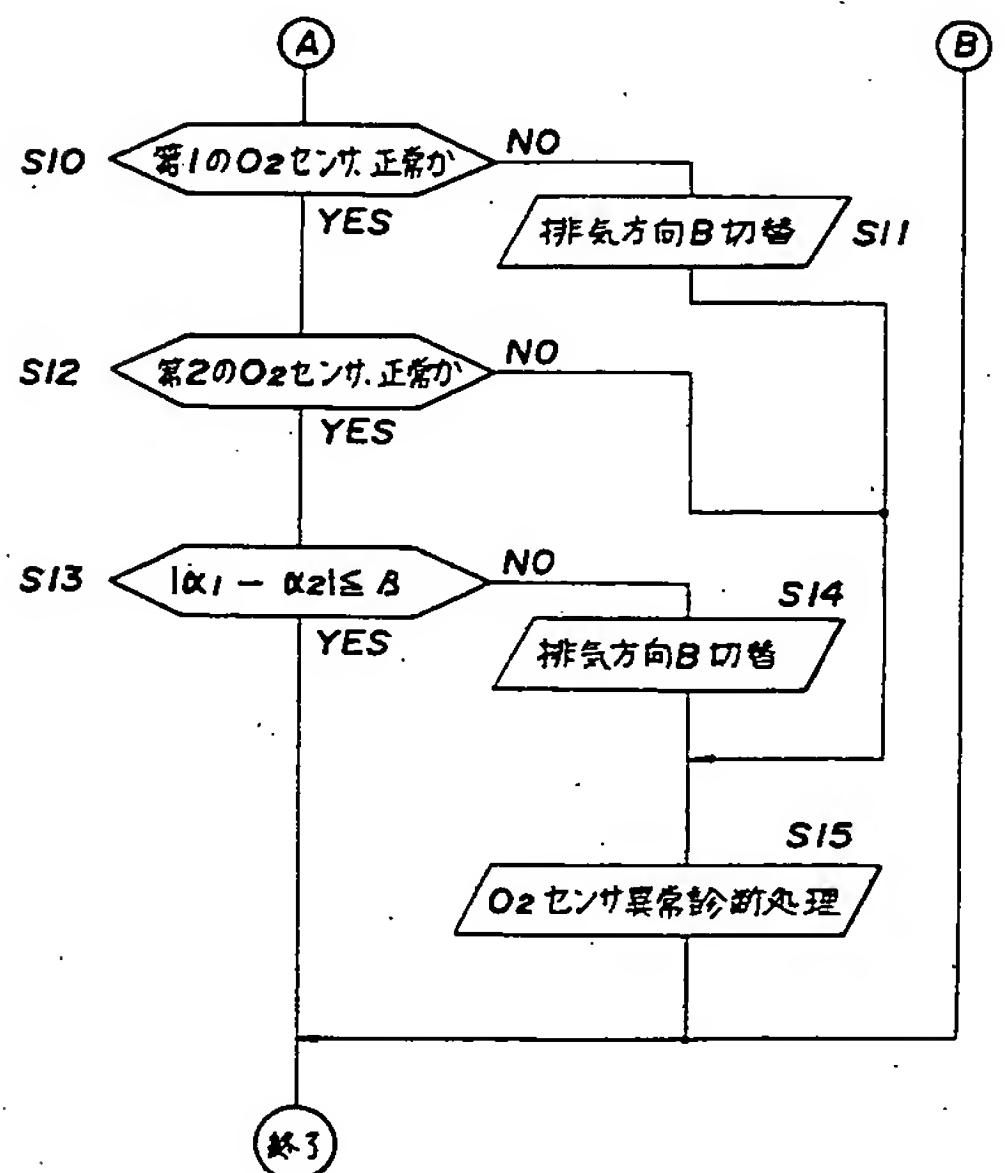 A
B
S10
第1のO2センサ.正常か
NO
YES
排気方向B切替
S11
S12
第2のO2センサ.正常か
NO
YES
S13
|α1 - α2|≦β
NO
YES
S14
排気方向B切替
S15
O2センサ異常診断処理
終了